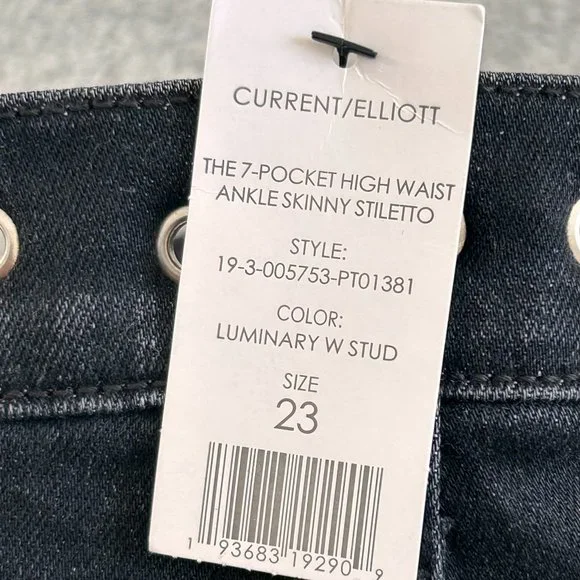 CURRENT/ELLIOTT
THE 7-POCKET HIGH WAIST
ANKLE SKINNY STILETTO
STYLE:
19-3-005753-PT01381
COLOR:
LUMINARY W STUD
SIZE
23
1 93683 19290 9